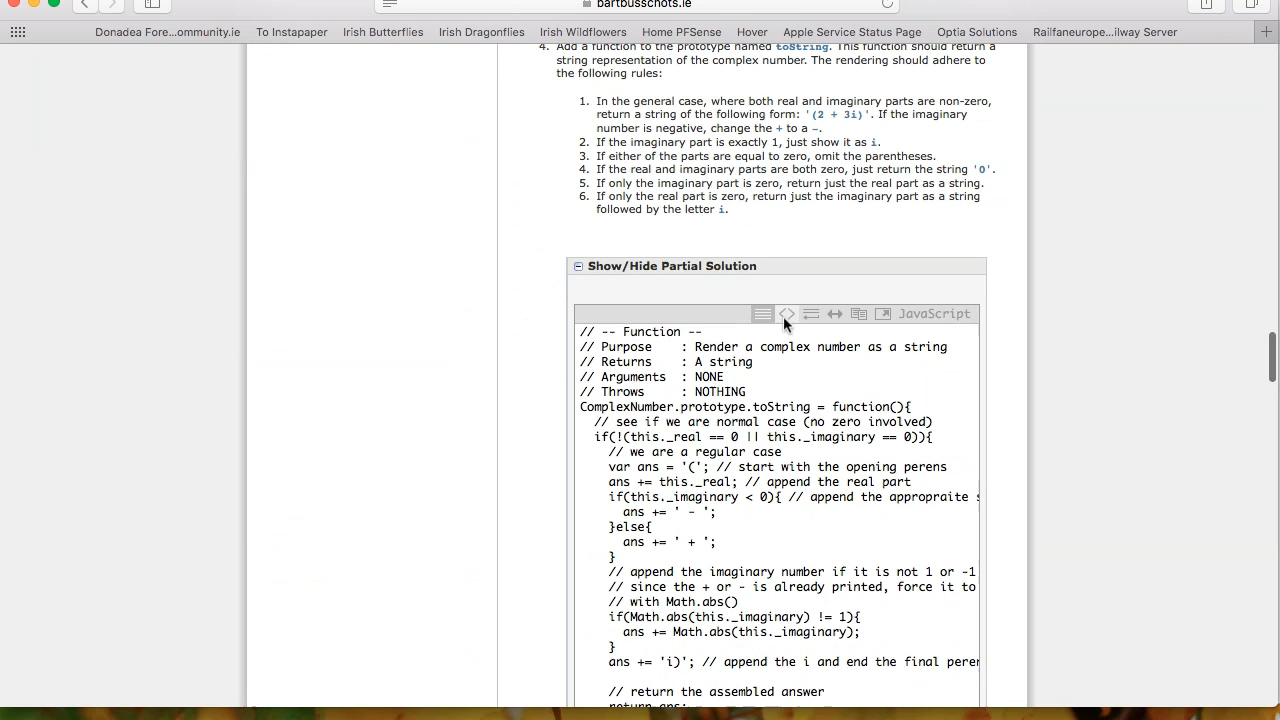 bartbusschots.ie
Donadea Fore...ommunity.ie To Instapaper Irish Butterflies Irish Dragonflies Irish Wildflowers Home PFSense Hover Apple Service Status Page Optia Solutions Railfaneurope...ilway Server
4. Add a function to the prototype named toString. This function should return a
string representation of the complex number. The rendering should adhere to
the following rules:
1. In the general case, where both real and imaginary parts are non-zero,
return a string of the following form: '(2 + 3i)'. If the imaginary
number is negative, change the + to a -.
2. If the imaginary part is exactly 1, just show it as i.
3. If either of the parts are equal to zero, omit the parentheses.
4. If the real and imaginary parts are both zero, just return the string '0'.
5. If only the imaginary part is zero, return just the real part as a string.
6. If only the real part is zero, return just the imaginary part as a string
followed by the letter i.
Show/Hide Partial Solution
JavaScript
// -- Function --
// Purpose : Render a complex number as a string
// Returns : A string
// Arguments : NONE
// Throws : NOTHING
ComplexNumber.prototype.toString = function(){
// see if we are normal case (no zero involved)
if(!(this._real == 0 || this._imaginary == 0)){
// we are a regular case
var ans = '('; // start with the opening perens
ans += this._real; // append the real part
if(this._imaginary < 0){ // append the appropraite
ans += ' - ';
}else{
ans += ' + ';
}
// append the imaginary number if it is not 1 or -1
// since the + or - is already printed, force it to
// with Math.abs()
if(Math.abs(this._imaginary) != 1){
ans += Math.abs(this._imaginary);
}
ans += 'i)'; // append the i and end the final peren
// return the assembled answer
return ans;